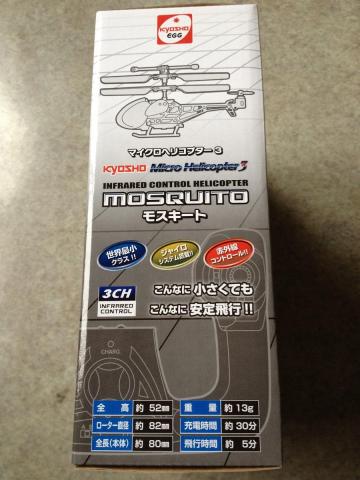 KYOSHO
EGG
マイクロヘリコプター3
KYOSHO Micro Helicopter 3
INFRARED CONTROL HELICOPTER
MOSQUITO
モスキート
世界最小クラス!!
ジャイロシステム搭載!!
赤外線コントロール!!
3CH
INFRARED CONTROL
こんなに 小さくても
こんなに 安定飛行!!
CHARG.
全高 約 52mm 重量 約 13g
ローター直径 約 82mm 充電時間 約 30分
全長(本体) 約 80mm 飛行時間 約 5分